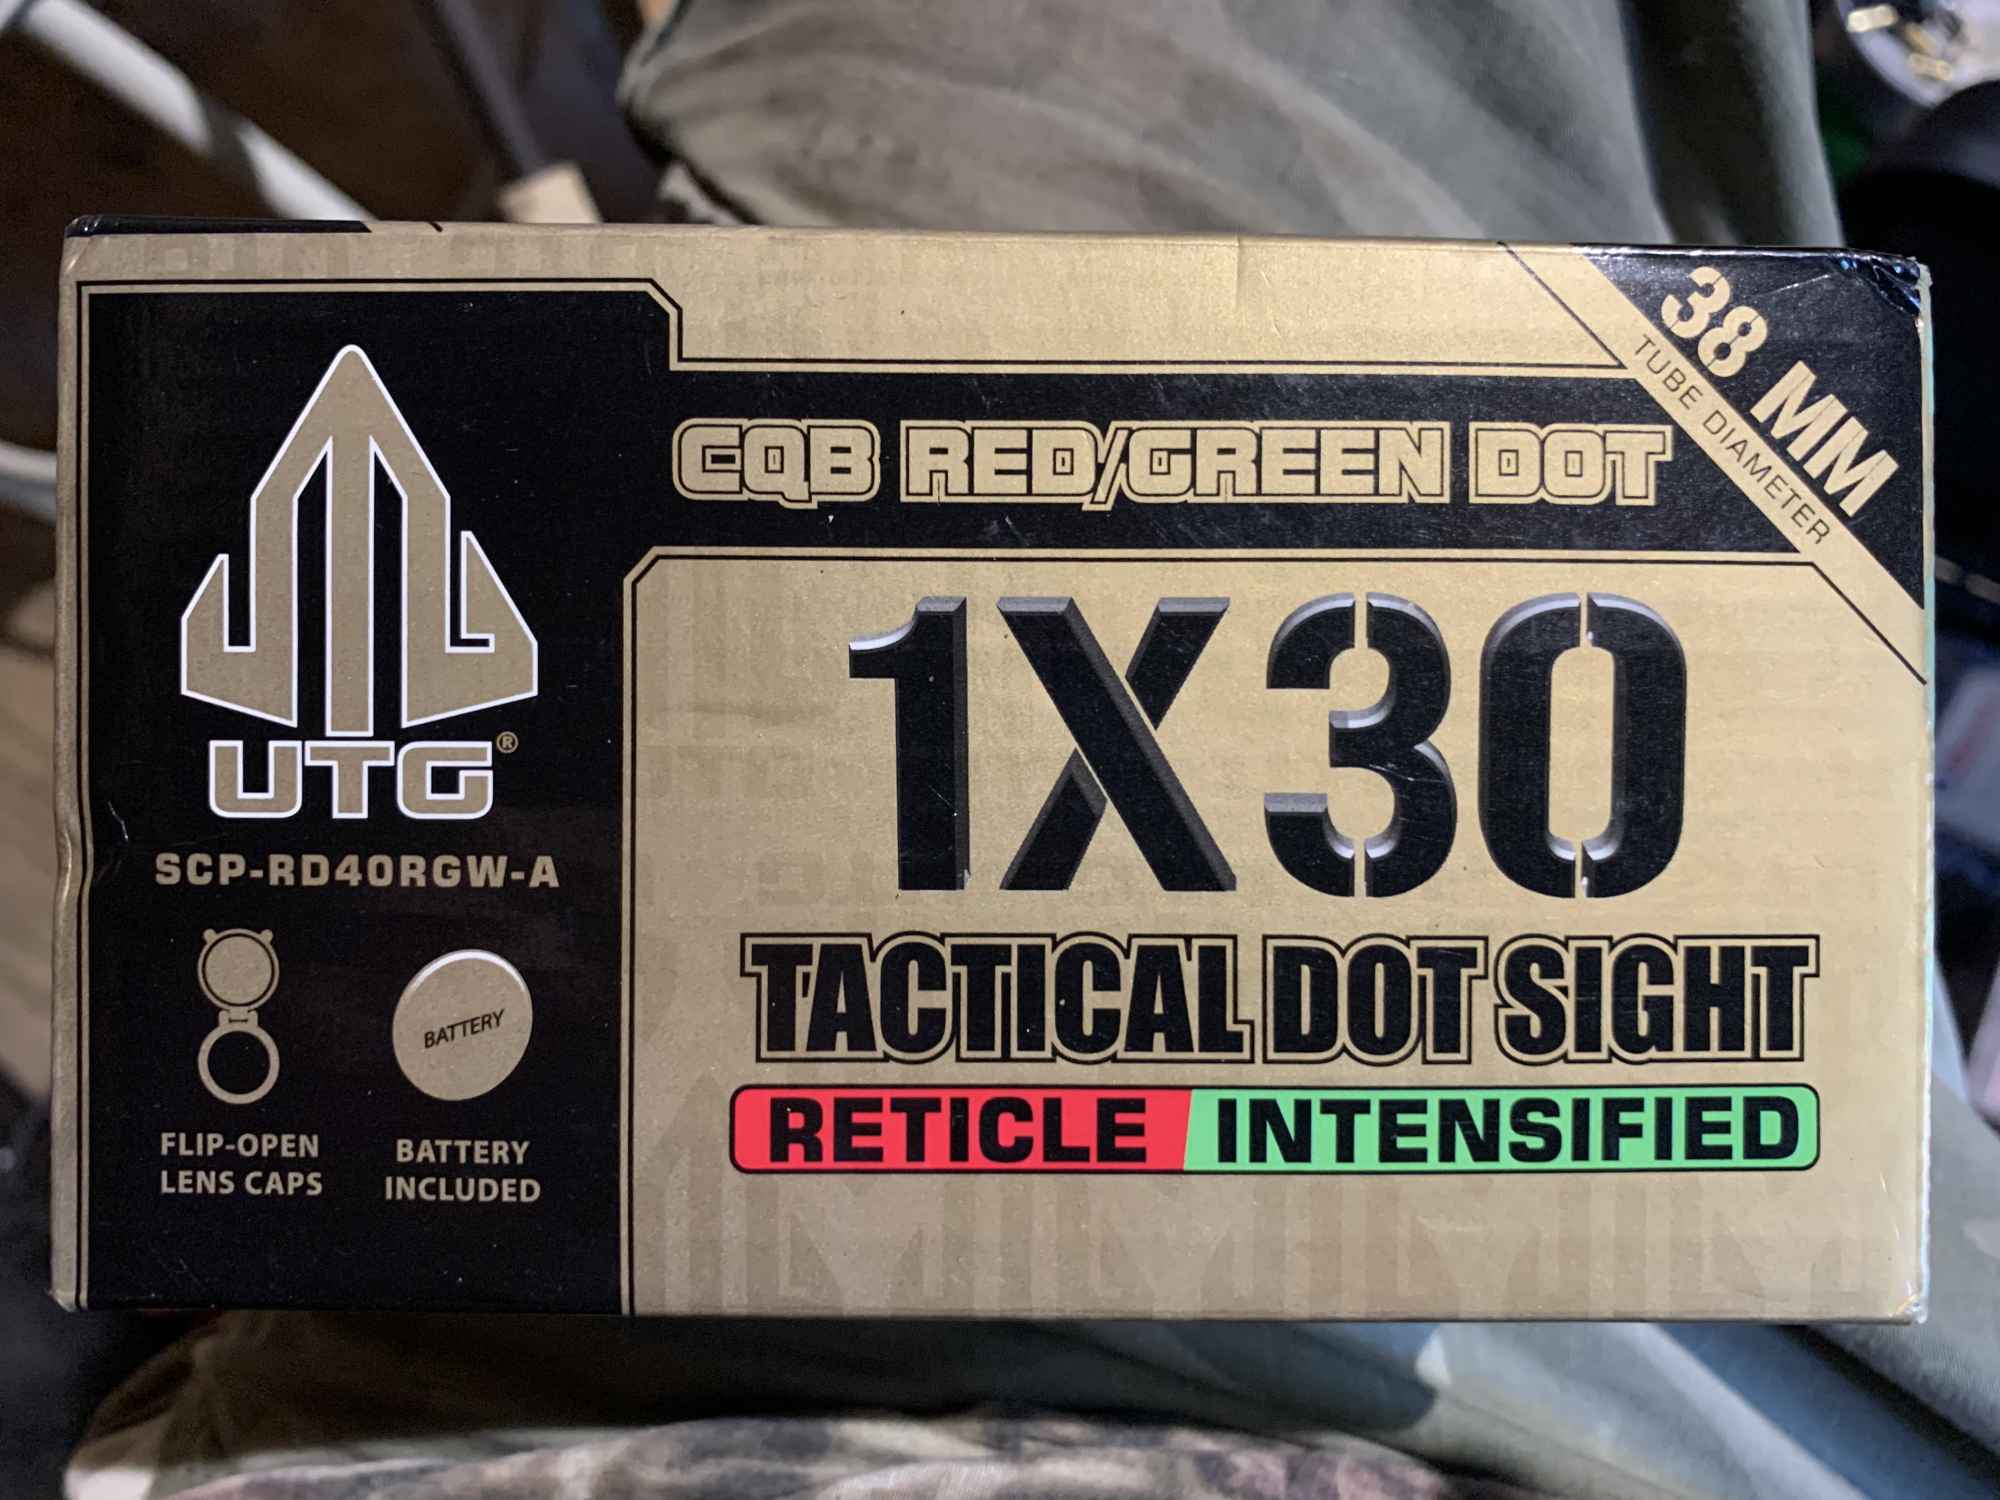 38 MM
TUBE DIAMETER
CQB RED/GREEN DOT
UTG®
SCP-RD40RGW-A
1X30
TACTICAL DOT SIGHT
RETICLE INTENSIFIED
BATTERY
FLIP-OPEN
LENS CAPS
BATTERY
INCLUDED